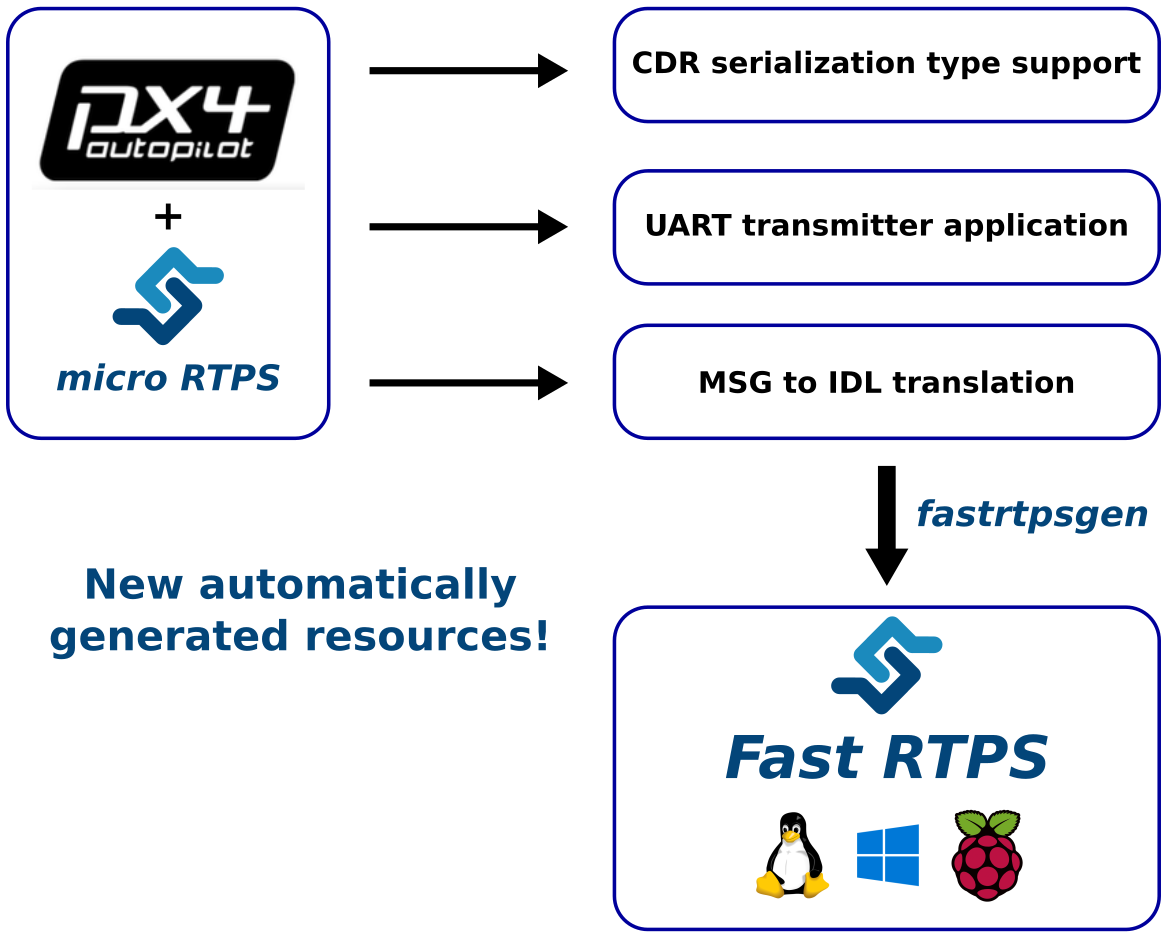 px4
autopilot
+
micro RTPS
CDR serialization type support
UART transmitter application
MSG to IDL translation
fastrtpsgen
New automatically
generated resources!
Fast RTPS